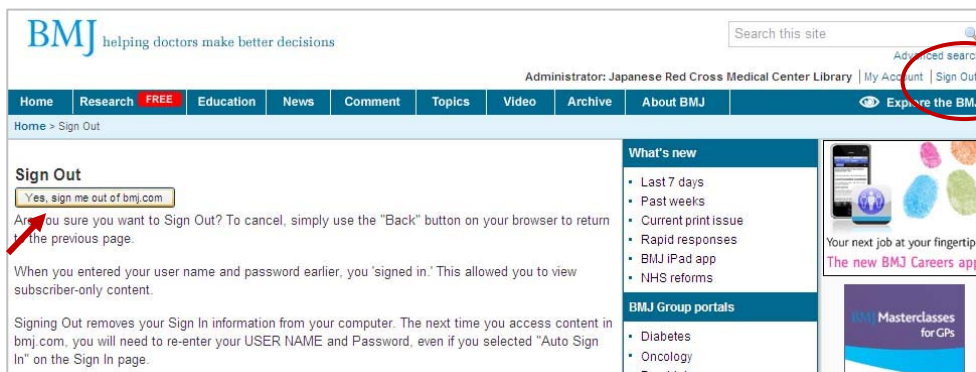 BMJ helping doctors make better decisions
Search this site
Advanced search
Administrator: Japanese Red Cross Medical Center Library | My Account | Sign Out
Home Research FREE Education News Comment Topics Video Archive About BMJ Explore the BMJ
Home > Sign Out
Sign Out
Yes, sign me out of bmj.com
Are you sure you want to Sign Out? To cancel, simply use the "Back" button on your browser to return
to the previous page.
When you entered your user name and password earlier, you 'signed in.' This allowed you to view
subscriber-only content.
Signing Out removes your Sign In information from your computer. The next time you access content in
bmj.com, you will need to re-enter your USER NAME and Password, even if you selected "Auto Sign
In" on the Sign In page.
What's new
Last 7 days
Past weeks
Current print issue
Rapid responses
BMJ iPad app
NHS reforms
BMJ Group portals
Diabetes
Oncology
Your next job at your fingertip
The new BMJ Careers app
BMJ Masterclasses
for GPs